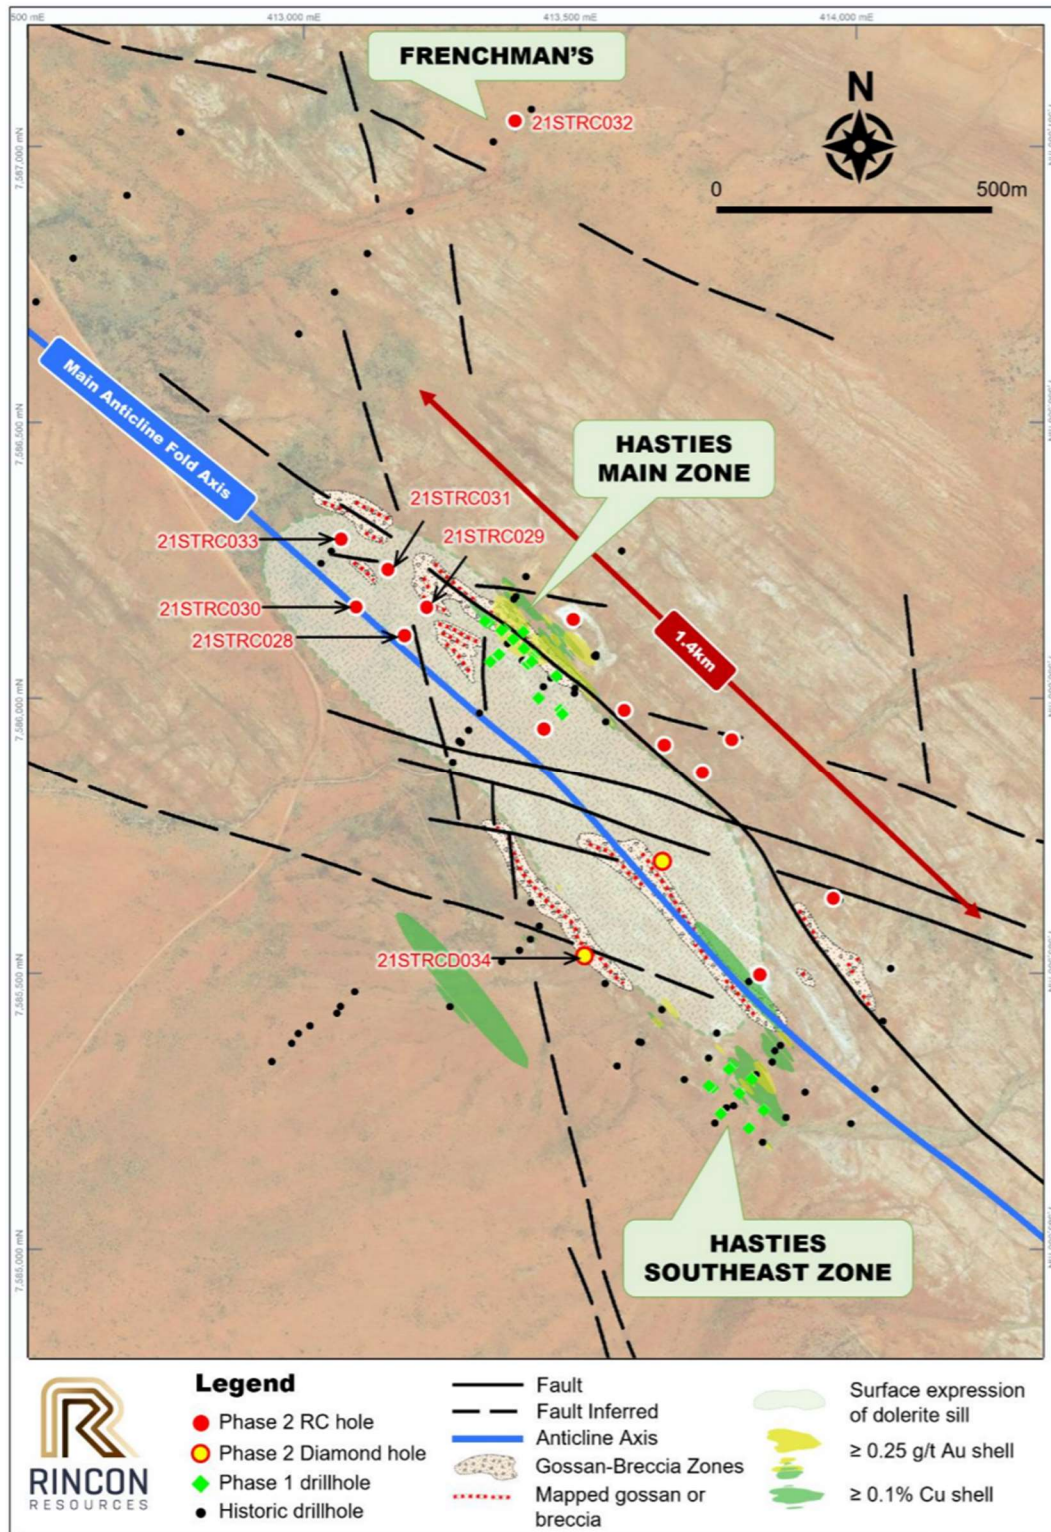 500 mE
413,000 mE
413,500 mE
414,000 mE
FRENCHMAN'S
N
21STRC032
7,587,000 mN
0
500m
Main Anticline Fold Axis
7,586,500 mN
HASTIES
MAIN ZONE
21STRC031
21STRC033
21STRC029
21STRC030
21STRC028
1.4km
21STRCD034
7,586,000 mN
7,585,500 mN
7,585,000 mN
HASTIES
SOUTHEAST ZONE
RINCON
RESOURCES
Legend
Phase 2 RC hole
Phase 2 Diamond hole
Phase 1 drillhole
Historic drillhole
Fault
Fault Inferred
Anticline Axis
Gossan-Breccia Zones
Mapped gossan or
breccia
Surface expression
of dolerite sill
≥ 0.25 g/t Au shell
≥ 0.1% Cu shell